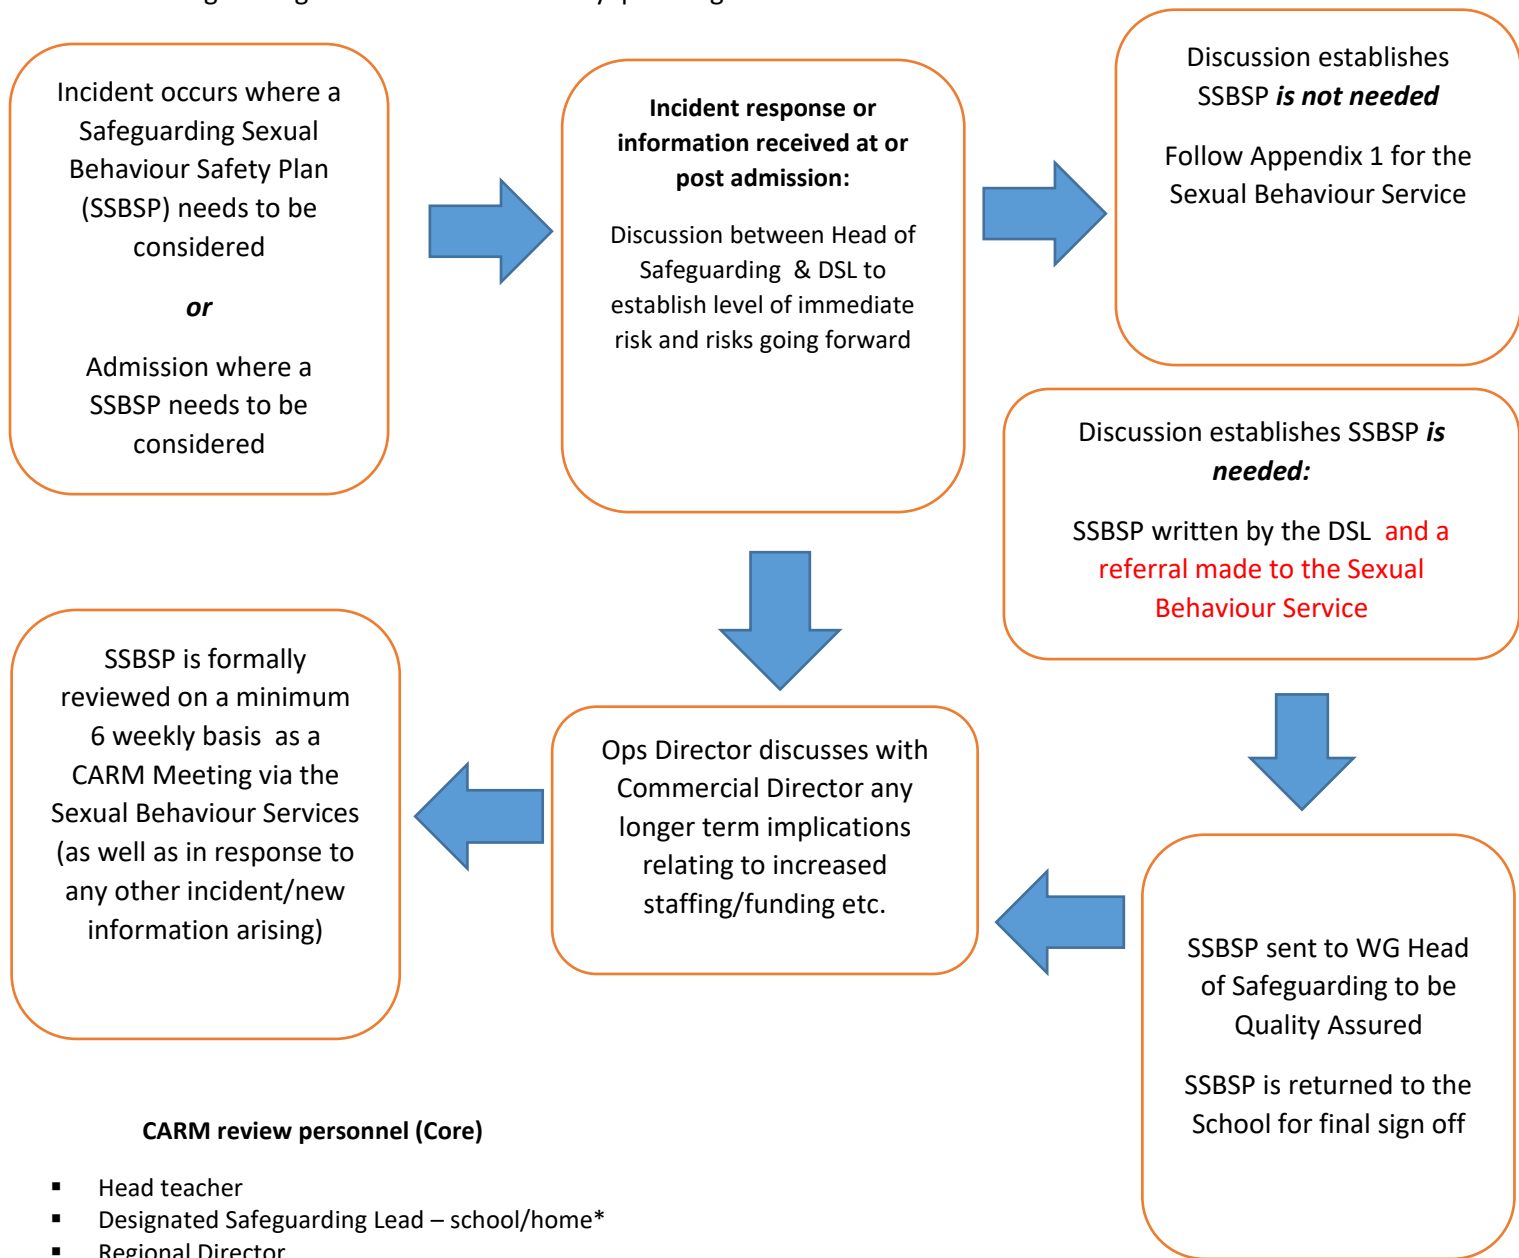 Incident occurs where a
Safeguarding Sexual
Behaviour Safety Plan
(SSBSP) needs to be
considered
or
Admission where a
SSBSP needs to be
considered
Incident response or
information received at or
post admission:
Discussion between Head of
Safeguarding & DSL to
establish level of immediate
risk and risks going forward
Discussion establishes
SSBSP is not needed
Follow Appendix 1 for the
Sexual Behaviour Service
Discussion establishes SSBSP is
needed:
SSBSP written by the DSL and a
referral made to the Sexual
Behaviour Service
SSBSP is formally
reviewed on a minimum
6 weekly basis as a
CARM Meeting via the
Sexual Behaviour Services
(as well as in response to
any other incident/new
information arising)
Ops Director discusses with
Commercial Director any
longer term implications
relating to increased
staffing/funding etc.
SSBSP sent to WG Head
of Safeguarding to be
Quality Assured
SSBSP is returned to the
School for final sign off
CARM review personnel (Core)
▪ Head teacher
▪ Designated Safeguarding Lead – school/home*
▪ Regional Director